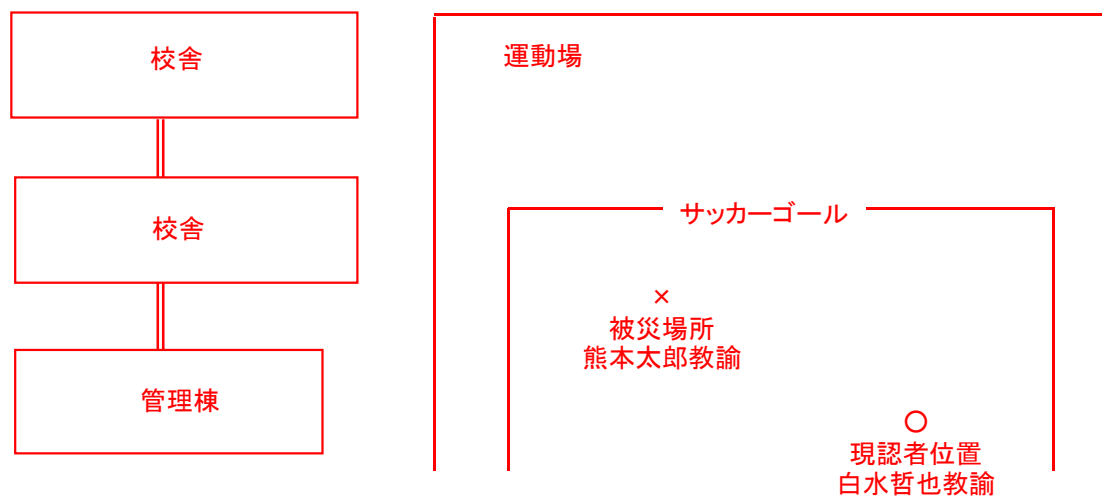 校舎
運動場
校舎
サッカーゴール
×
被災場所
熊本太郎教諭
管理棟
○
現認者位置
白水哲也教諭